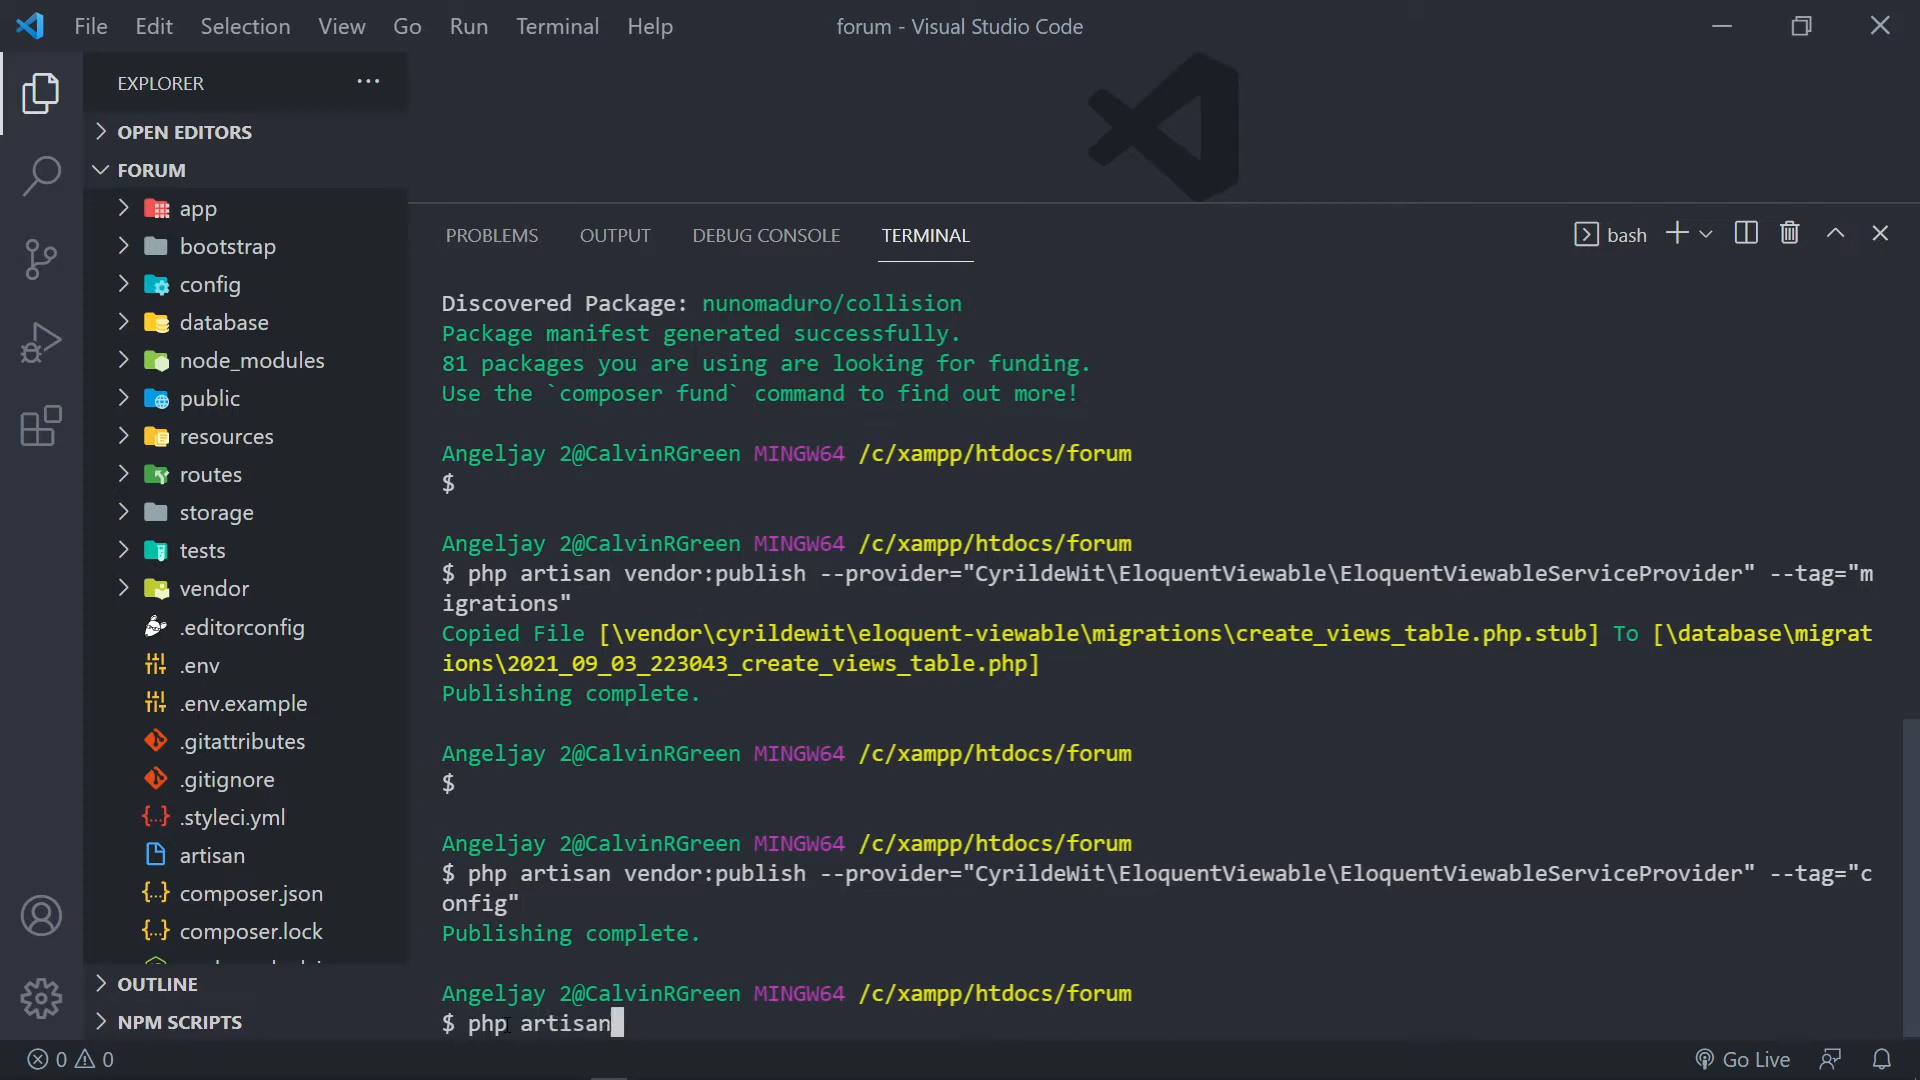 File Edit Selection View Go Run Terminal Help
forum - Visual Studio Code
EXPLORER
OPEN EDITORS
FORUM
app
bootstrap
config
database
node_modules
public
resources
routes
storage
tests
vendor
.editorconfig
.env
.env.example
.gitattributes
.gitignore
.styleci.yml
artisan
composer.json
composer.lock
OUTLINE
NPM SCRIPTS
PROBLEMS OUTPUT DEBUG CONSOLE TERMINAL
bash
Discovered Package: nunomaduro/collision
Package manifest generated successfully.
81 packages you are using are looking for funding.
Use the `composer fund` command to find out more!
Angeljay 2@CalvinRGreen MINGW64 /c/xampp/htdocs/forum
$
Angeljay 2@CalvinRGreen MINGW64 /c/xampp/htdocs/forum
$ php artisan vendor:publish --provider="CyrildeWit\EloquentViewable\EloquentViewableServiceProvider" --tag="m
igrations"
Copied File [\vendor\cyrildewit\eloquent-viewable\migrations\create_views_table.php.stub] To [\database\migrat
ions\2021_09_03_223043_create_views_table.php]
Publishing complete.
Angeljay 2@CalvinRGreen MINGW64 /c/xampp/htdocs/forum
$
Angeljay 2@CalvinRGreen MINGW64 /c/xampp/htdocs/forum
$ php artisan vendor:publish --provider="CyrildeWit\EloquentViewable\EloquentViewableServiceProvider" --tag="c
onfig"
Publishing complete.
Angeljay 2@CalvinRGreen MINGW64 /c/xampp/htdocs/forum
$ php artisan
0 0
Go Live